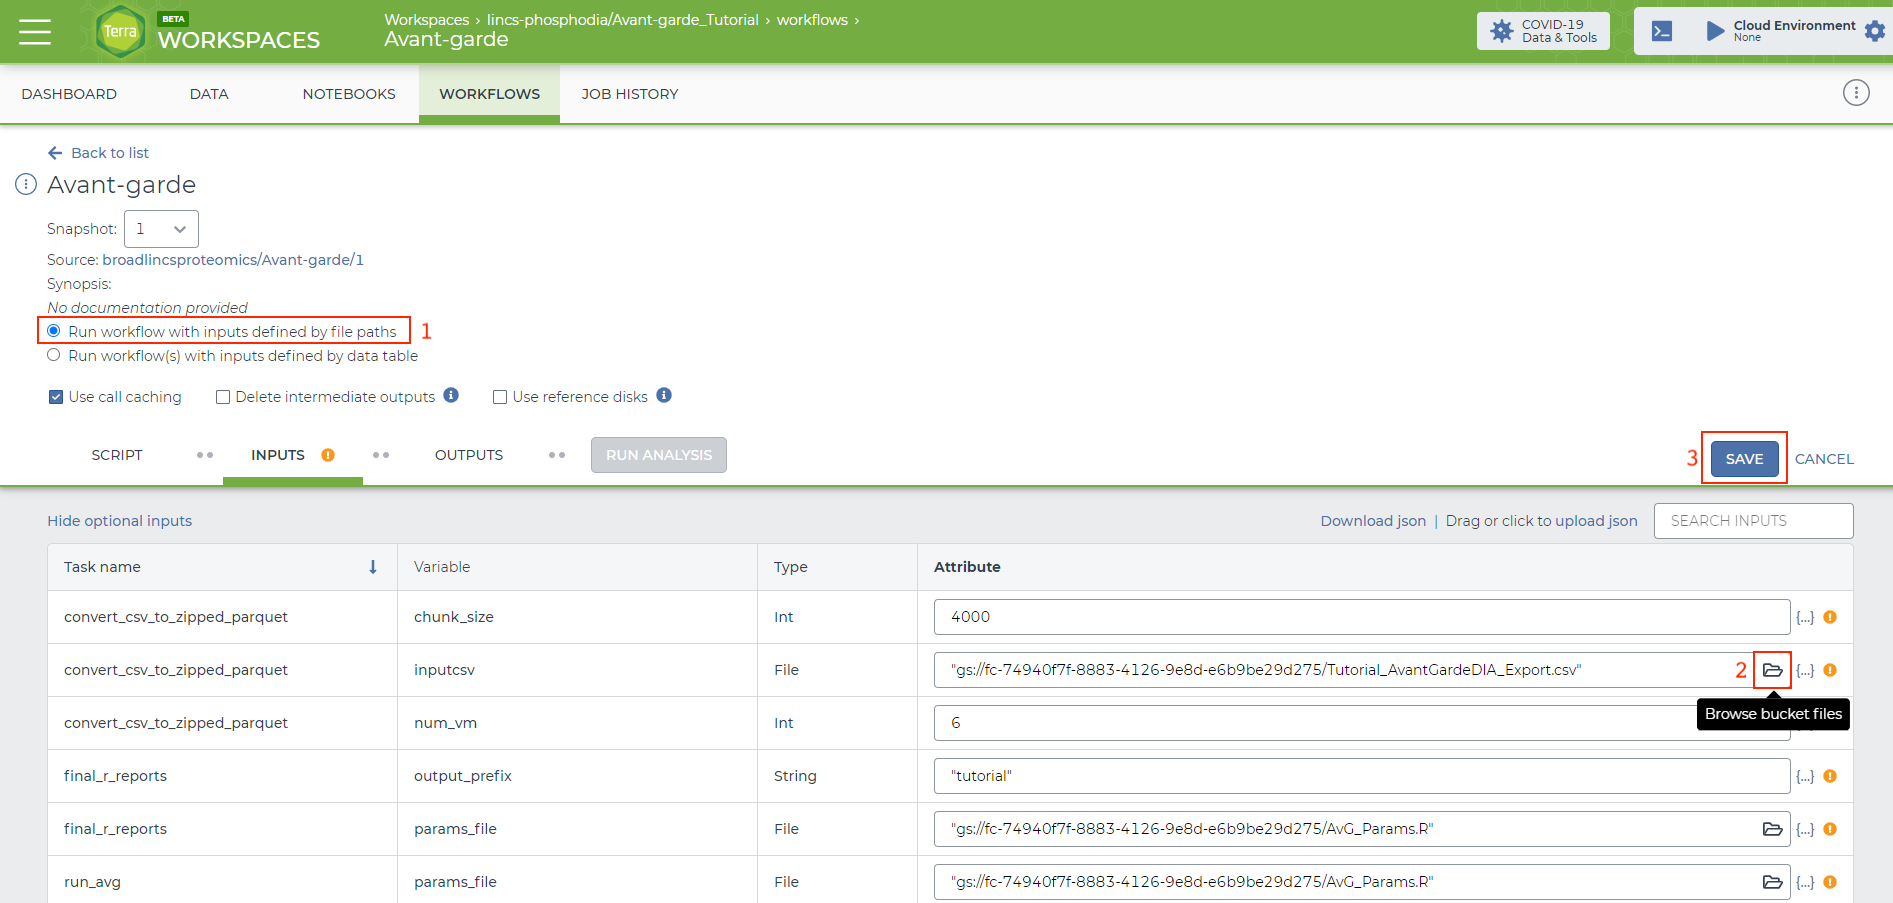 Terra
BETA
WORKSPACES
Workspaces › lincs-phosphodia/Avant-garde_Tutorial › workflows ›
Avant-garde
COVID-19
Data & Tools
Cloud Environment
None
DASHBOARD DATA NOTEBOOKS WORKFLOWS JOB HISTORY
Back to list
Avant-garde
Snapshot: 1
Source: broadlincsproteomics/Avant-garde/1
Synopsis:
No documentation provided
Run workflow with inputs defined by file paths 1
Run workflow(s) with inputs defined by data table
Use call caching Delete intermediate outputs Use reference disks
SCRIPT INPUTS OUTPUTS RUN ANALYSIS 3 SAVE CANCEL
Hide optional inputs Download json | Drag or click to upload json SEARCH INPUTS
Task name Variable Type Attribute
convert_csv_to_zipped_parquet chunk_size Int 4000 {...}
convert_csv_to_zipped_parquet inputcsv File "gs://fc-74940f7f-8883-4126-9e8d-e6b9be29d275/Tutorial_AvantGardeDIA_Export.csv" 2 {...}
Browse bucket files
convert_csv_to_zipped_parquet num_vm Int 6
final_r_reports output_prefix String "tutorial" {...}
final_r_reports params_file File "gs://fc-74940f7f-8883-4126-9e8d-e6b9be29d275/AvG_Params.R" {...}
run_avg params_file File "gs://fc-74940f7f-8883-4126-9e8d-e6b9be29d275/AvG_Params.R" {...}